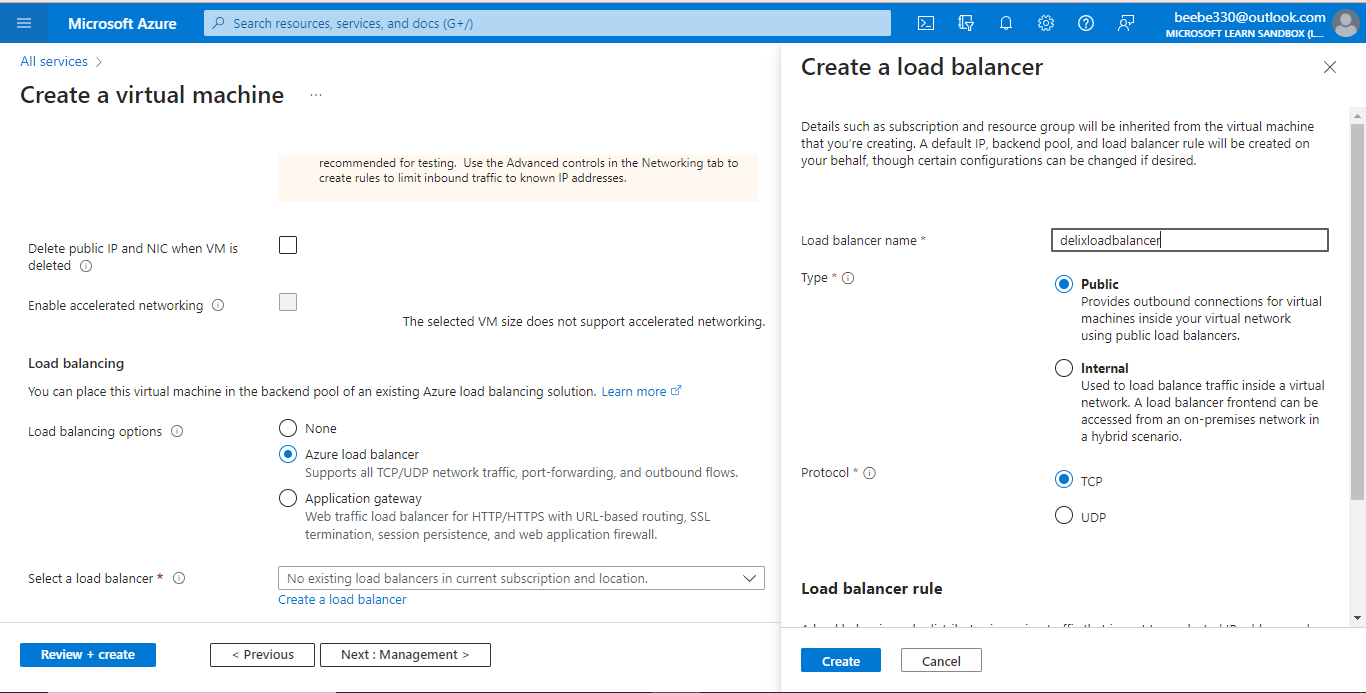 Microsoft Azure
Search resources, services, and docs (G+/)
beebe330@outlook.com
MICROSOFT LEARN SANDBOX (L...
All services >
Create a virtual machine ...
recommended for testing. Use the Advanced controls in the Networking tab to
create rules to limit inbound traffic to known IP addresses.
Delete public IP and NIC when VM is
deleted
Enable accelerated networking
The selected VM size does not support accelerated networking.
Load balancing
You can place this virtual machine in the backend pool of an existing Azure load balancing solution. Learn more
Load balancing options
None
Azure load balancer
Supports all TCP/UDP network traffic, port-forwarding, and outbound flows.
Application gateway
Web traffic load balancer for HTTP/HTTPS with URL-based routing, SSL
termination, session persistence, and web application firewall.
Select a load balancer *
No existing load balancers in current subscription and location.
Create a load balancer
Review + create
< Previous
Next : Management >
Create a load balancer
Details such as subscription and resource group will be inherited from the virtual machine
that you're creating. A default IP, backend pool, and load balancer rule will be created on
your behalf, though certain configurations can be changed if desired.
Load balancer name *
delixloadbalancer
Type *
Public
Provides outbound connections for virtual
machines inside your virtual network
using public load balancers.
Internal
Used to load balance traffic inside a virtual
network. A load balancer frontend can be
accessed from an on-premises network in
a hybrid scenario.
Protocol *
TCP
UDP
Load balancer rule
Create
Cancel